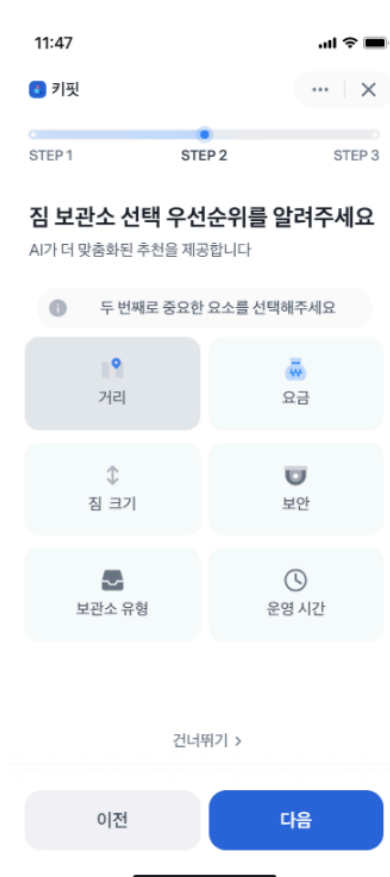 11:47
키핏
STEP 1
STEP 2
STEP 3
짐 보관소 선택 우선순위를 알려주세요
AI가 더 맞춤화된 추천을 제공합니다
두 번째로 중요한 요소를 선택해주세요
거리
요금
짐 크기
보안
보관소 유형
운영 시간
건너뛰기 >
이전
다음